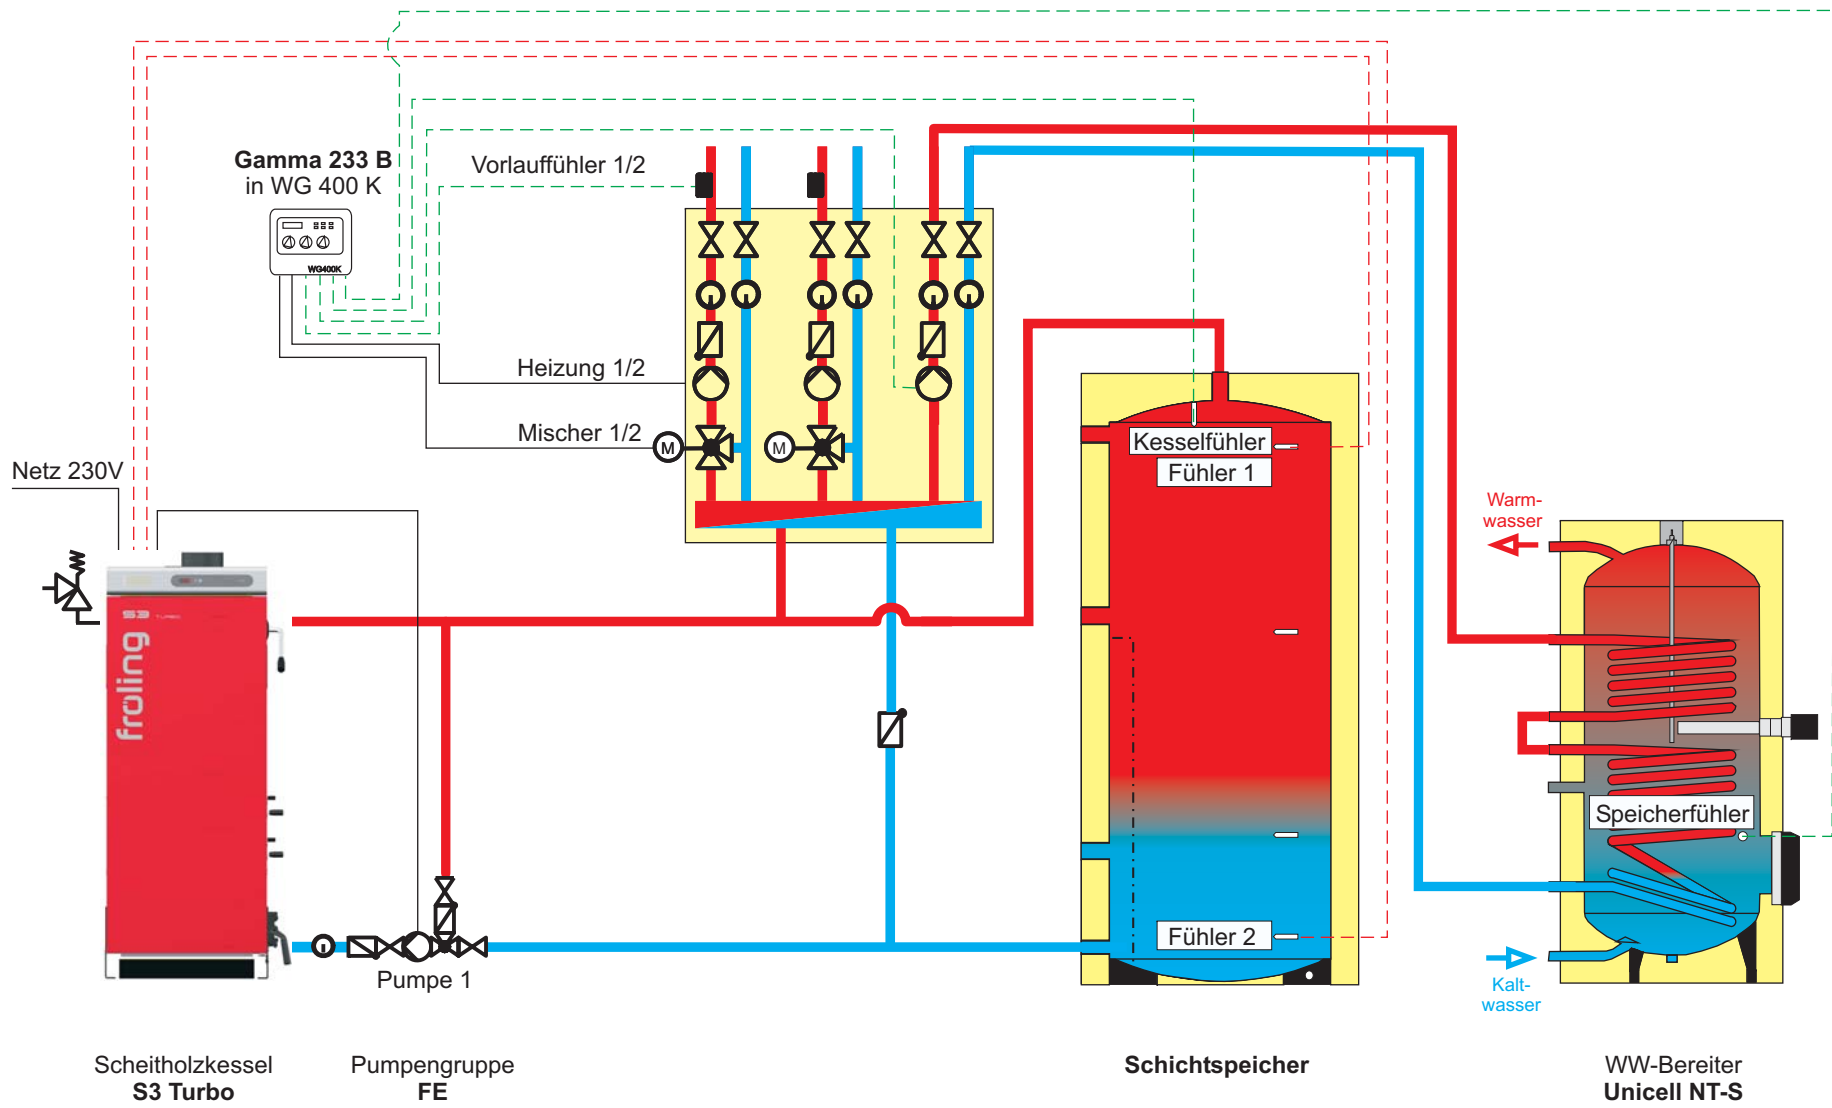 Gamma 233 B
in WG 400 K
WG400K
Vorlauffühler 1/2
Heizung 1/2
Mischer 1/2
M
M
Netz 230V
Kesselfühler
Fühler 1
Warm-
wasser
S3 TURBO
fröling
Speicherfühler
Fühler 2
Pumpe 1
Kalt-
wasser
Scheitholzkessel
S3 Turbo
Pumpengruppe
FE
Schichtspeicher
WW-Bereiter
Unicell NT-S